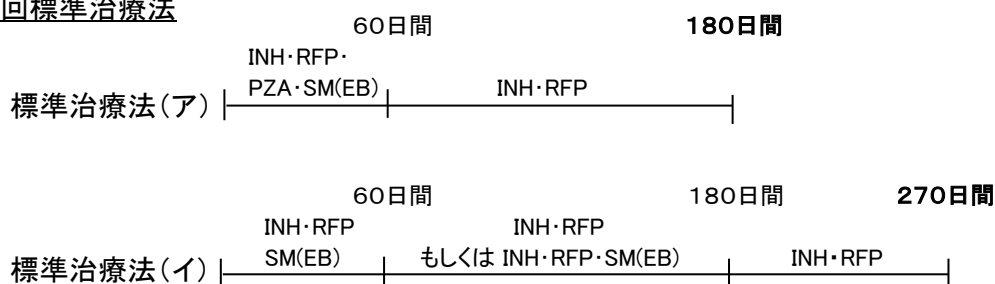 回標準治療法
60日間 180日間
INH・RFP・
PZA・SM(EB) INH・RFP
標準治療法(ア)
60日間 180日間 270日間
INH・RFP INH・RFP
SM(EB) もしくは INH・RFP・SM(EB) INH・RFP
標準治療法(イ)